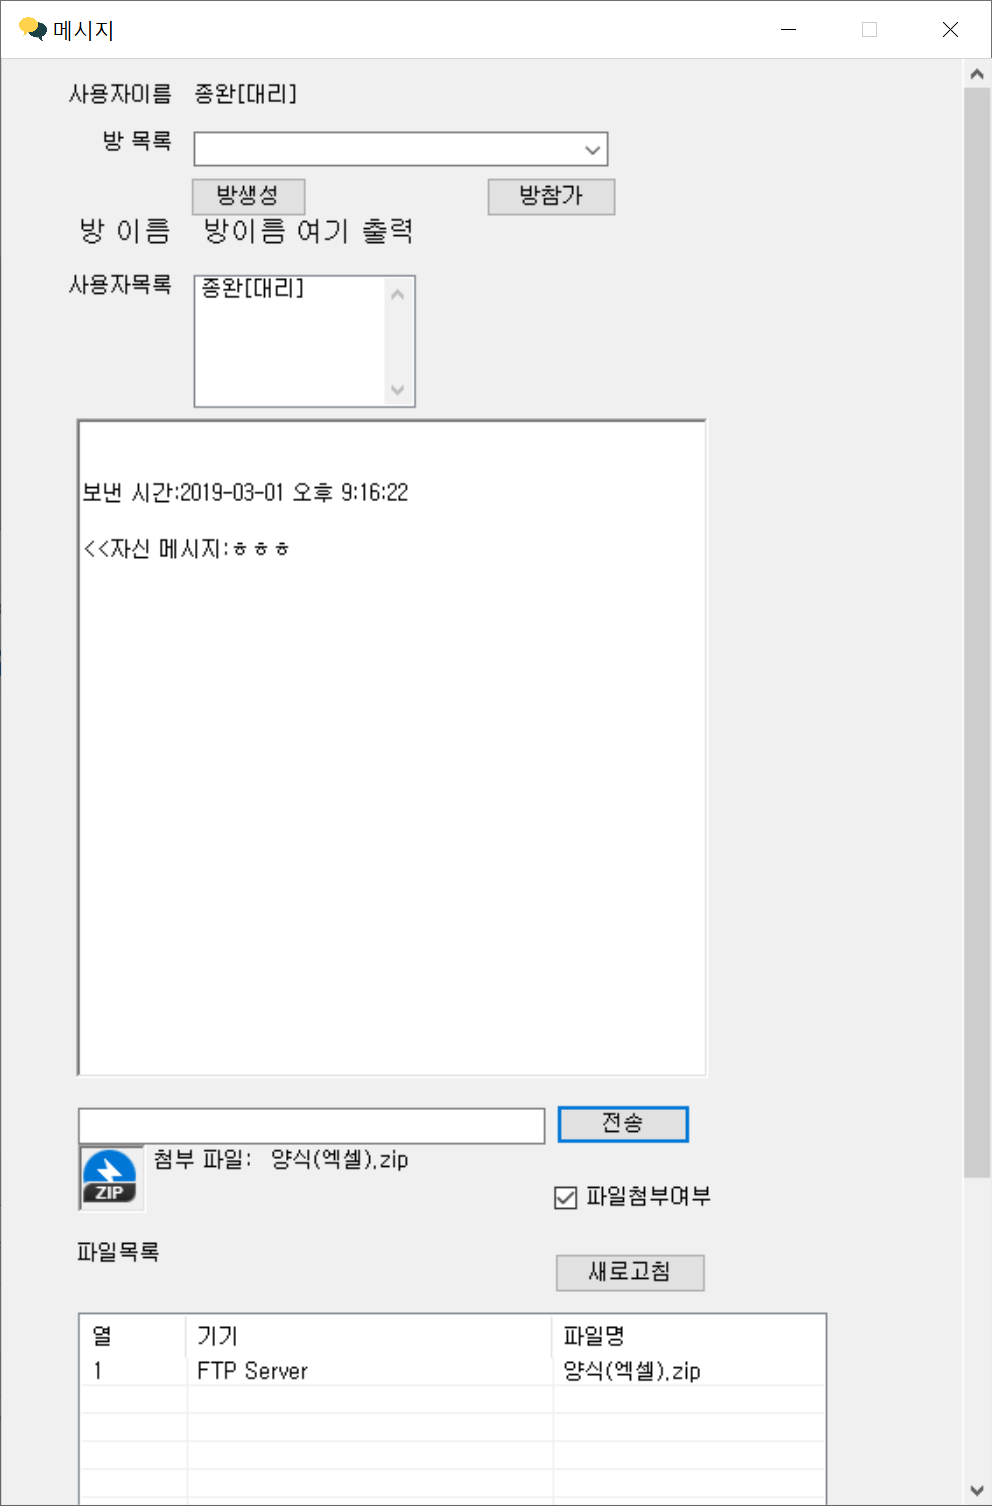 메시지
사용자이름 종완[대리]
방 목록
방생성 방참가
방 이름 방이름 여기 출력
사용자목록 종완[대리]
보낸 시간:2019-03-01 오후 9:16:22
<<자신 메시지:ㅎㅎㅎ
전송
첨부 파일: 양식(엑셀).zip
ZIP
파일첨부여부
파일목록
새로고침
열 기기 파일명
1 FTP Server 양식(엑셀).zip